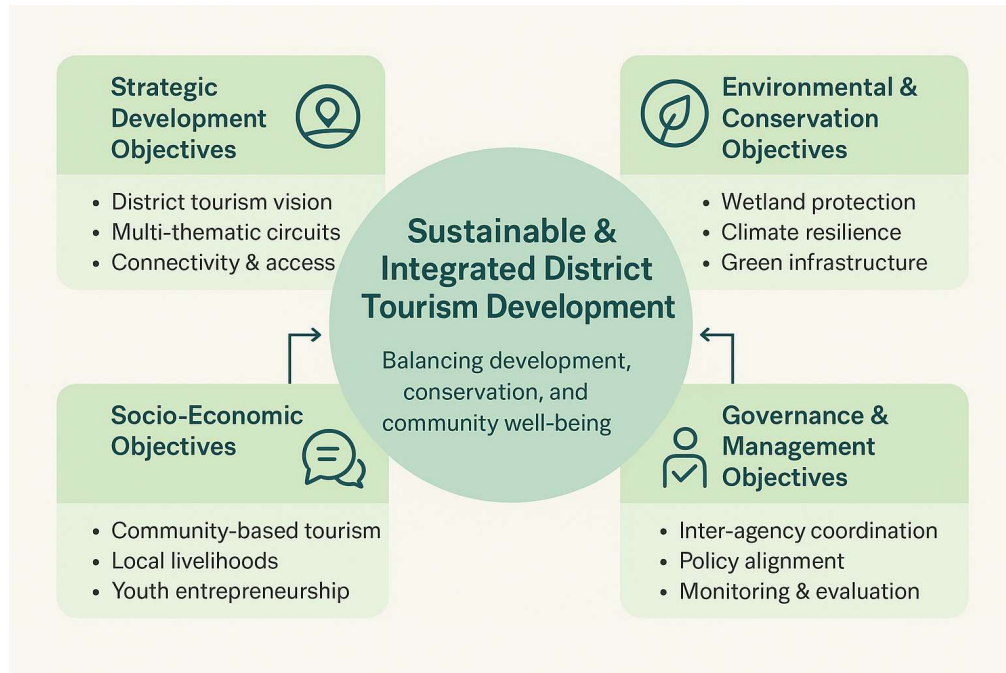 Strategic
Development
Objectives
• District tourism vision
• Multi-thematic circuits
• Connectivity & access
Environmental &
Conservation
Objectives
• Wetland protection
• Climate resilience
• Green infrastructure
Sustainable &
Integrated District
Tourism Development
Balancing development,
conservation, and
community well-being
Socio-Economic
Objectives
• Community-based tourism
• Local livelihoods
• Youth entrepreneurship
Governance &
Management
Objectives
• Inter-agency coordination
• Policy alignment
• Monitoring & evaluation